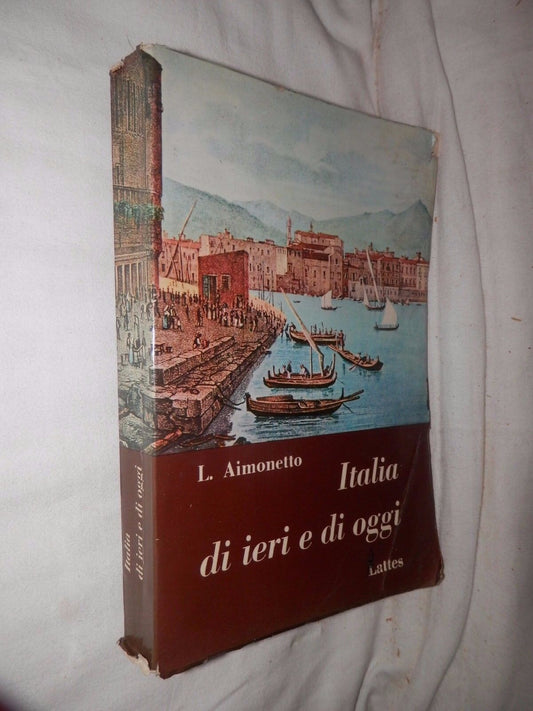 L. Aimonetto
Italia
di ieri e di oggi
Lattes
Italia
di ieri e di oggi